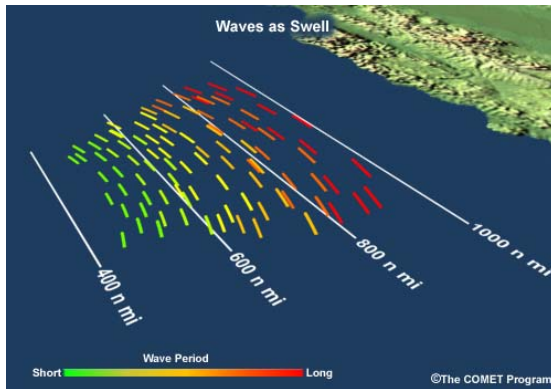 Waves as Swell
400 n mi
600 n mi
800 n mi
1000 n mi
Wave Period
Short
Long
©The COMET Program